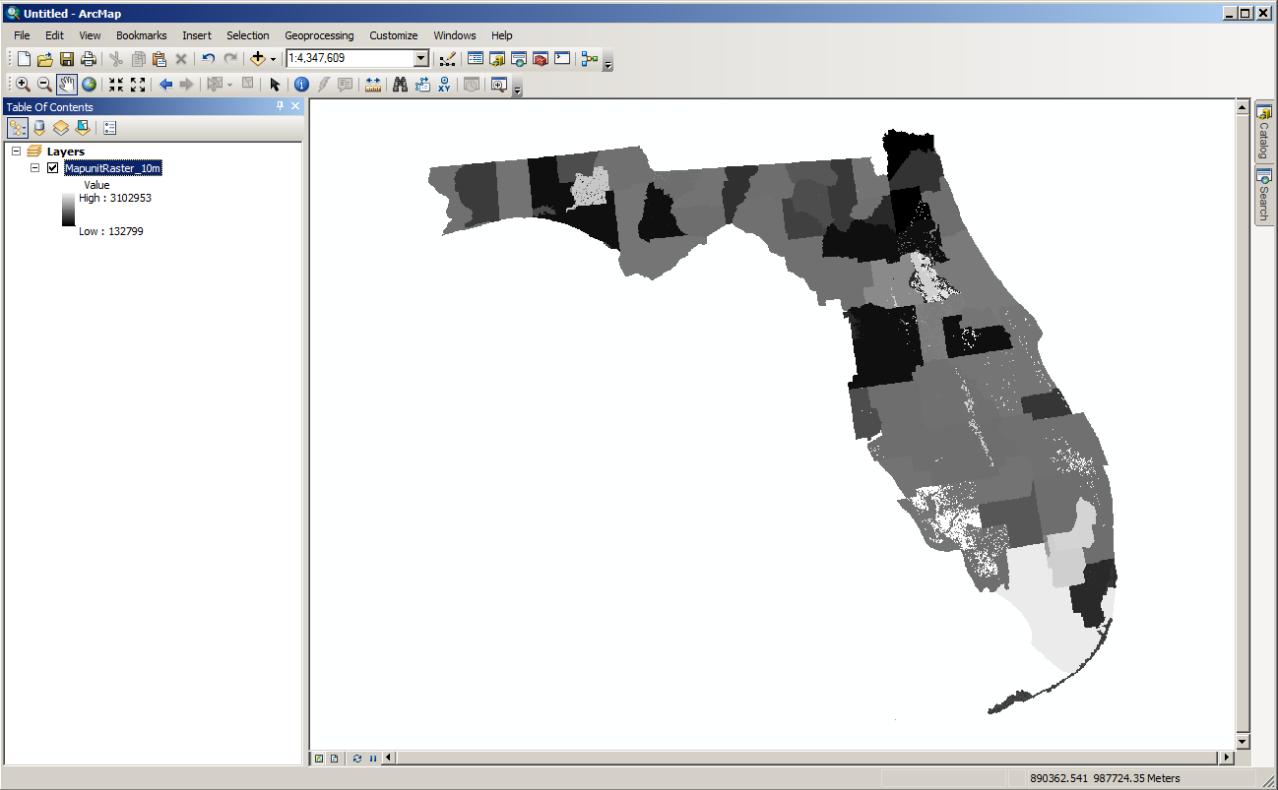 Untitled - ArcMap
File Edit View Bookmarks Insert Selection Geoprocessing Customize Windows Help
1:4,347,609
XY
Table Of Contents
Layers
MapunitRaster_10m
Value
High : 3102953
Low : 132799
Catalog
Search
890362.541 987724.35 Meters